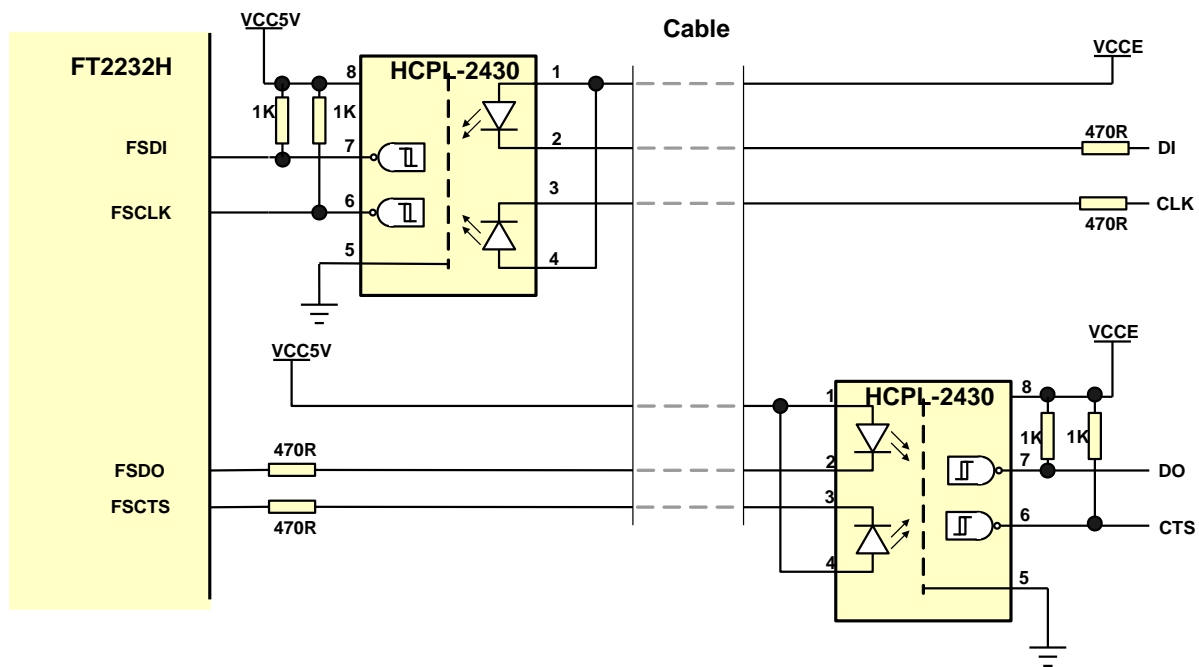 VCC5V
Cable
VCCE
FT2232H
HCPL-2430
8
1
1K
1K
470R
FSDI
7
2
DI
FSCLK
6
3
CLK
470R
5
4
VCC5V
VCCE
HCPL-2430
1
8
1K
1K
470R
FSDO
2
7
DO
FSCTS
3
6
CTS
470R
4
5